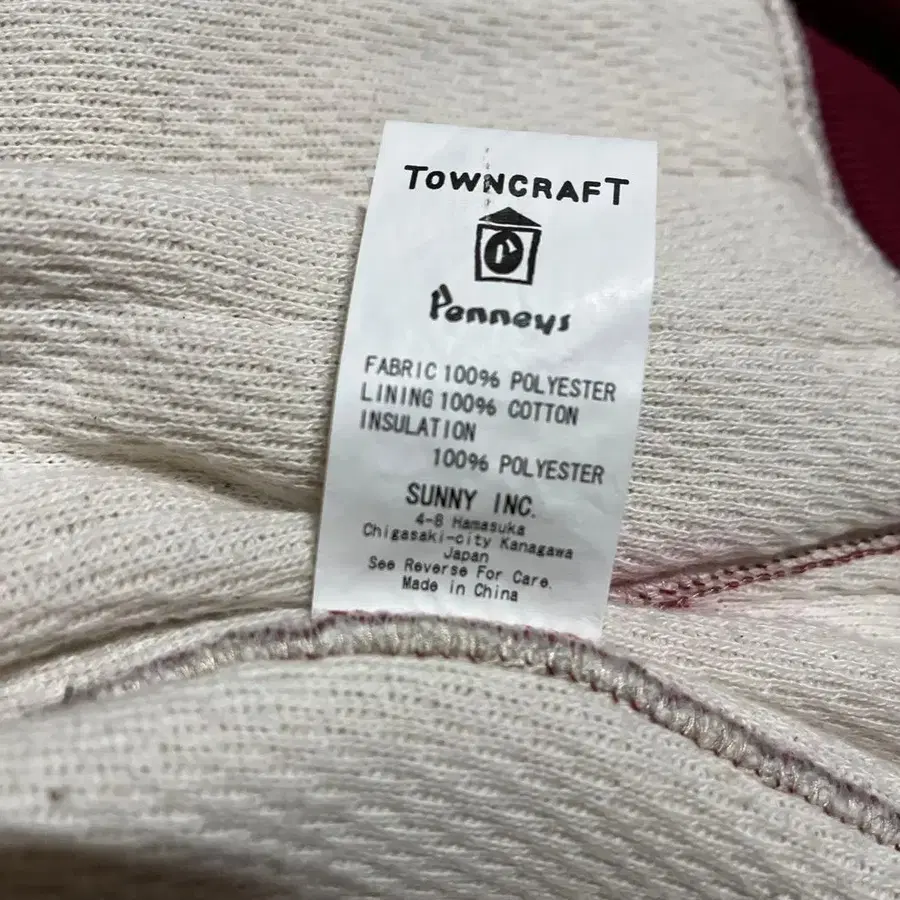 TOWNCRAFT
Penneys
FABRIC 100% POLYESTER
LINING 100% COTTON
INSULATION
100% POLYESTER
SUNNY INC.
4-8 Hamasuka
Chigasaki-city Kanagawa
Japan
See Reverse For Care.
Made in China